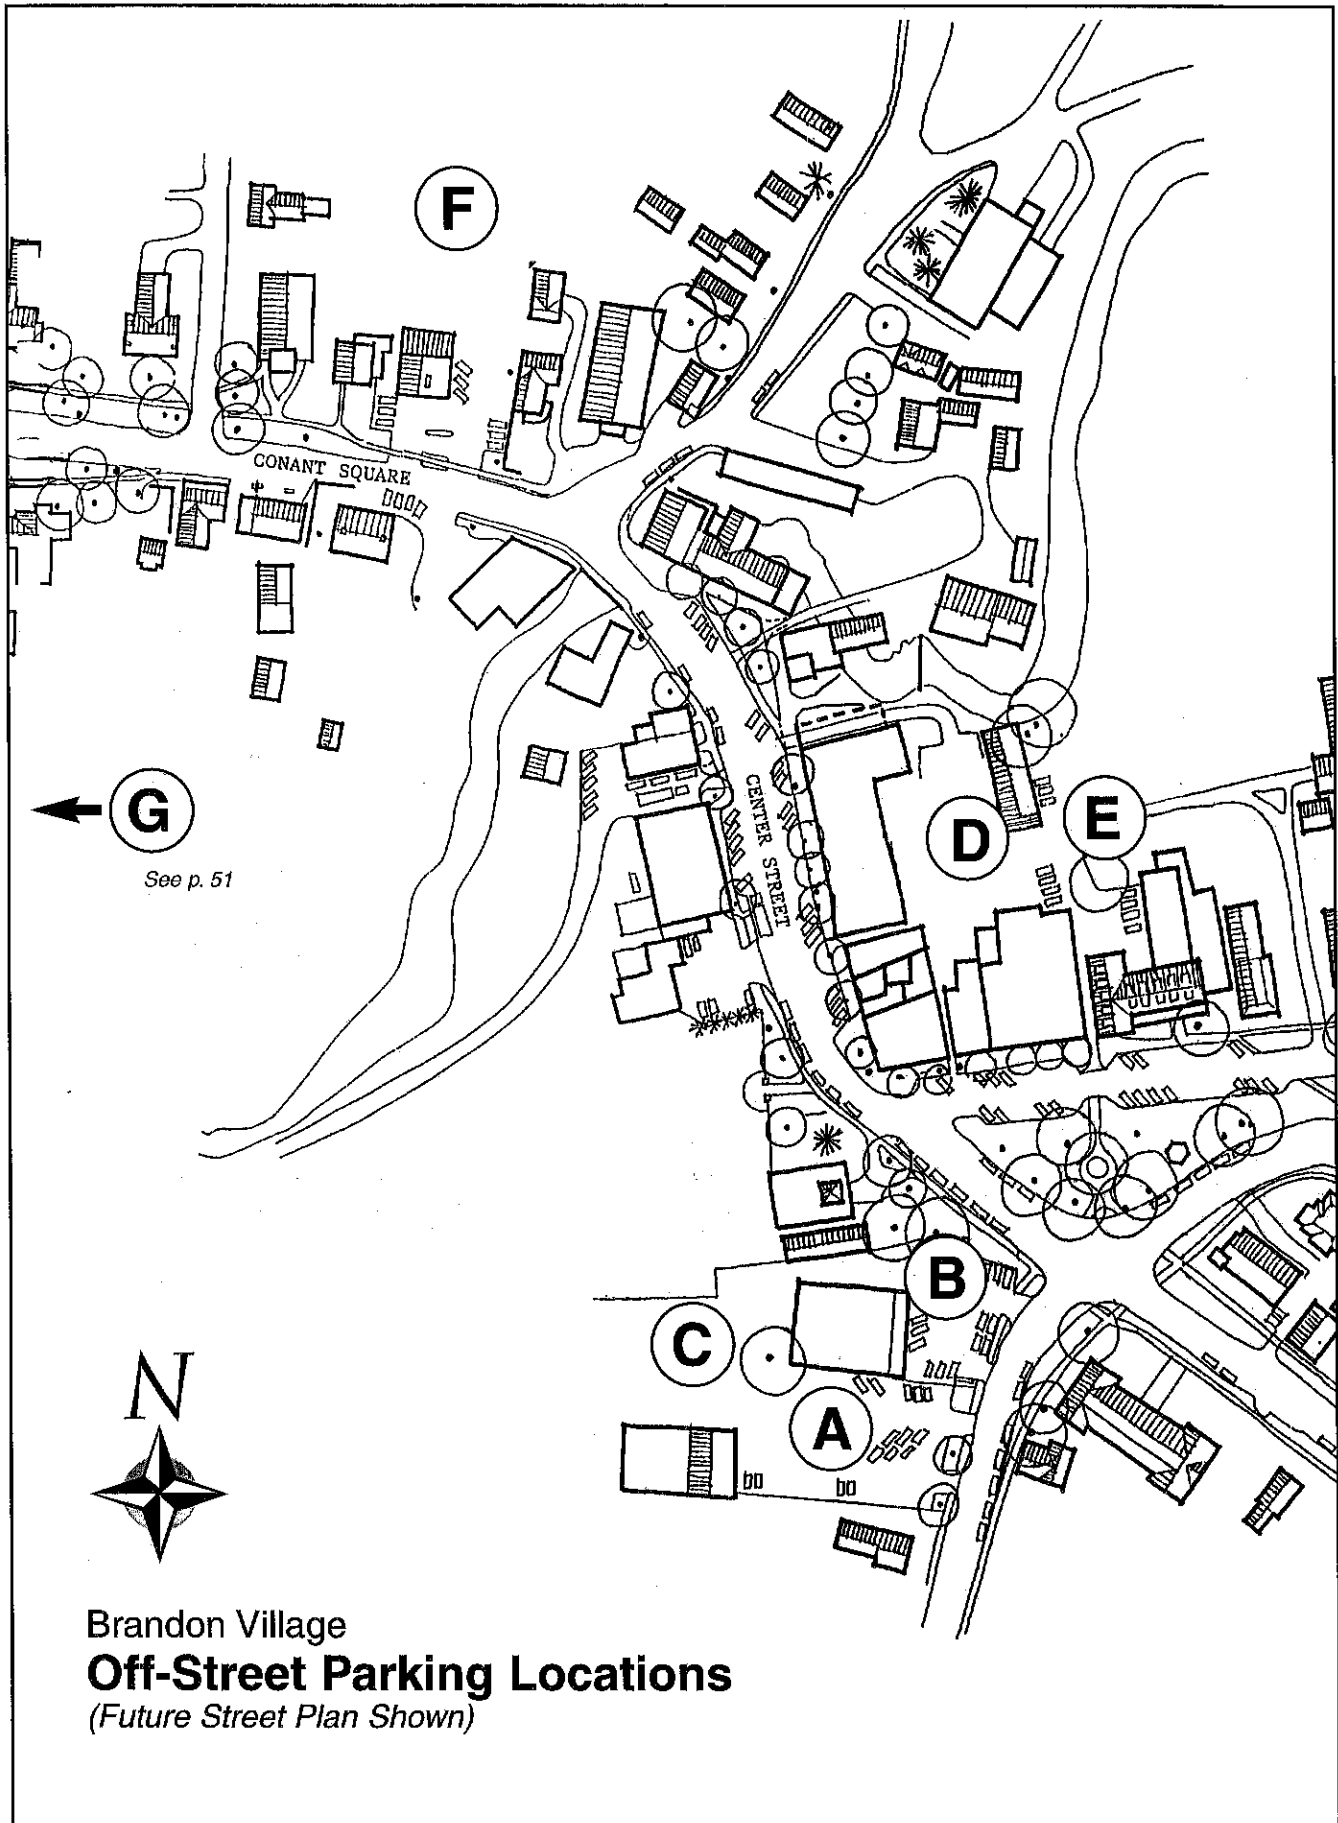 F
CONANT SQUARE
G
See p. 51
CENTER STREET
D
E
B
C
A
N
Brandon Village
Off-Street Parking Locations
(Future Street Plan Shown)